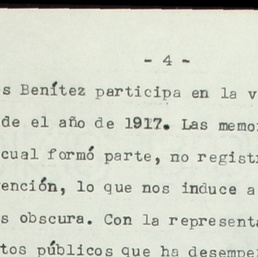 - 4 -
s Benítez participa en la v
de el año de 1917. Las memo
cual formó parte, no regist
vención, lo que nos induce a
s obscura. Con la representa
tos públicos que ha desempe